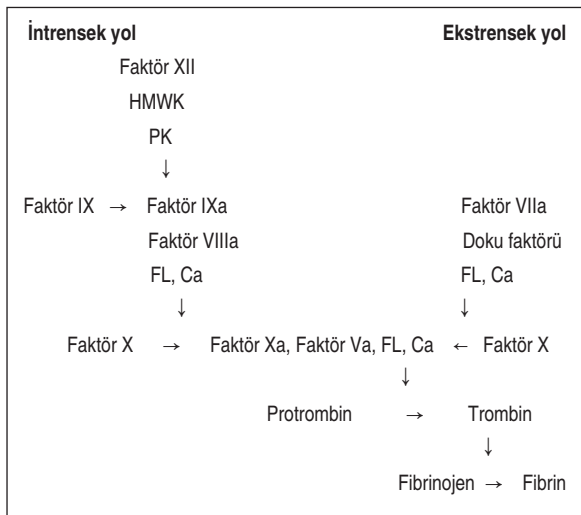 İntrensek yol Ekstrensek yol
Faktör XII
HMWK
PK
↓
Faktör IX → Faktör IXa Faktör VIIa
Faktör VIIIa Doku faktörü
FL, Ca FL, Ca
↓ ↓
Faktör X → Faktör Xa, Faktör Va, FL, Ca ← Faktör X
↓
Protrombin → Trombin
↓
Fibrinojen → Fibrin